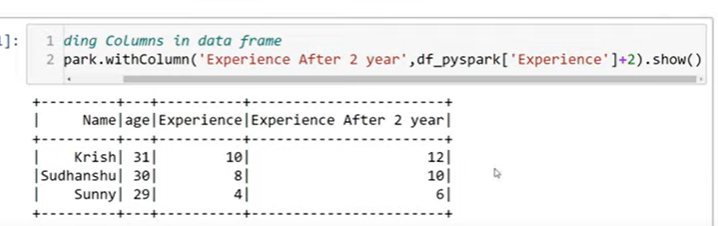 ]:
1 ding Columns in data frame
2 park.withColumn('Experience After 2 year',df_pyspark['Experience']+2).show()
+---------+---+----------+-----------------------+
|     Name|age|Experience|Experience After 2 year|
+---------+---+----------+-----------------------+
|    Krish| 31|        10|                     12|
|Sudhanshu| 30|         8|                     10|
|    Sunny| 29|         4|                      6|
+---------+---+----------+-----------------------+